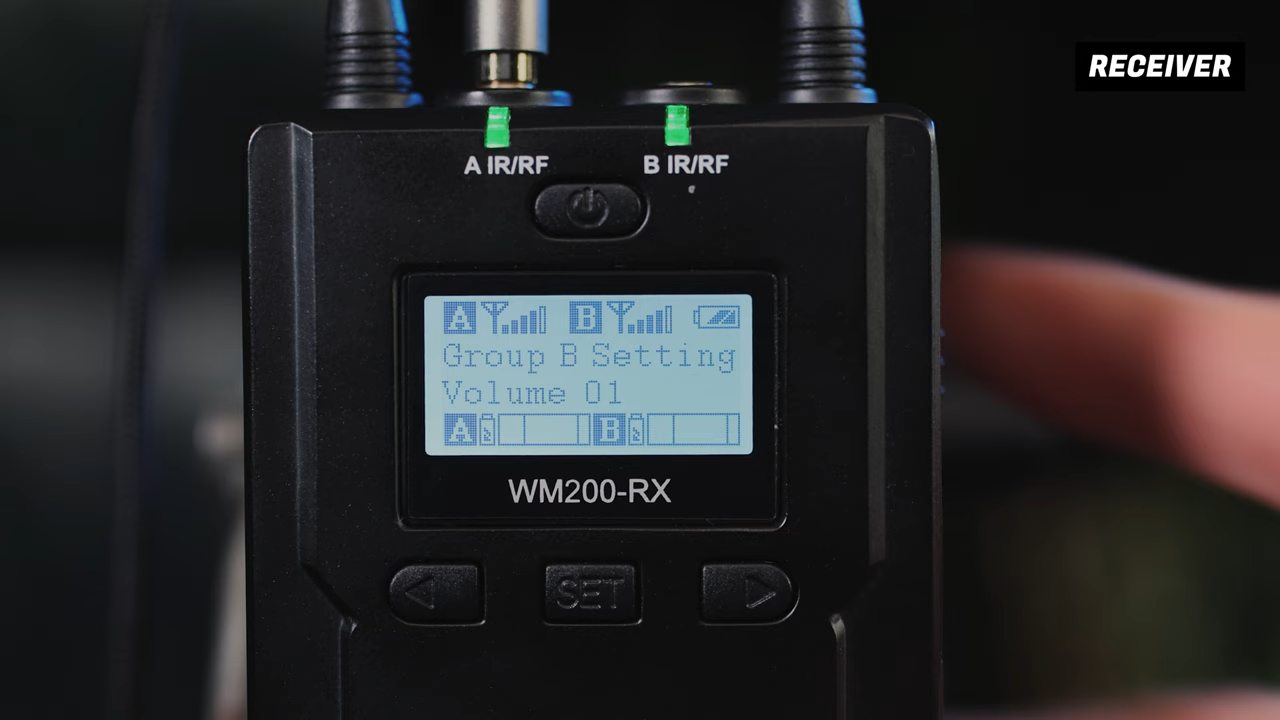 RECEIVER
A IR/RF B IR/RF
A B
Group B Setting
Volume 01
A B
WM200-RX
SET